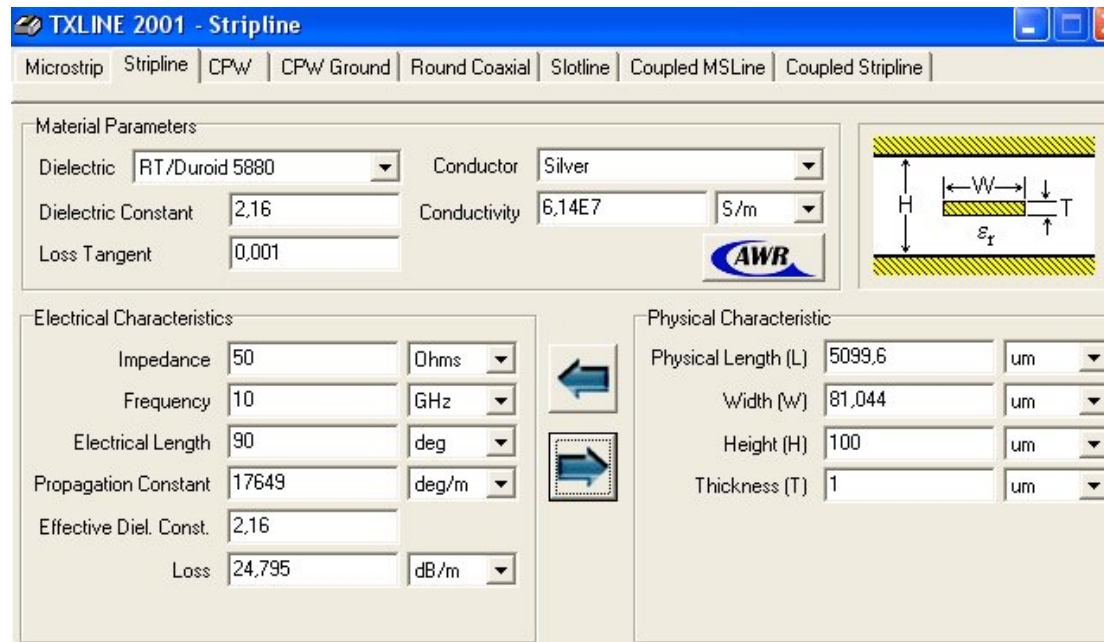 TXLINE 2001 - Stripline
Microstrip Stripline CPW CPW Ground Round Coaxial Slotline Coupled MSLine Coupled Stripline
Material Parameters
Dielectric RT/Duroid 5880 Conductor Silver
Dielectric Constant 2,16 Conductivity 6,14E7 S/m
Loss Tangent 0,001
AWR
W
H
T
εr
Electrical Characteristics
Impedance 50 Ohms
Frequency 10 GHz
Electrical Length 90 deg
Propagation Constant 17649 deg/m
Effective Diel. Const. 2,16
Loss 24,795 dB/m
Physical Characteristic
Physical Length (L) 5099,6 um
Width (W) 81,044 um
Height (H) 100 um
Thickness (T) 1 um